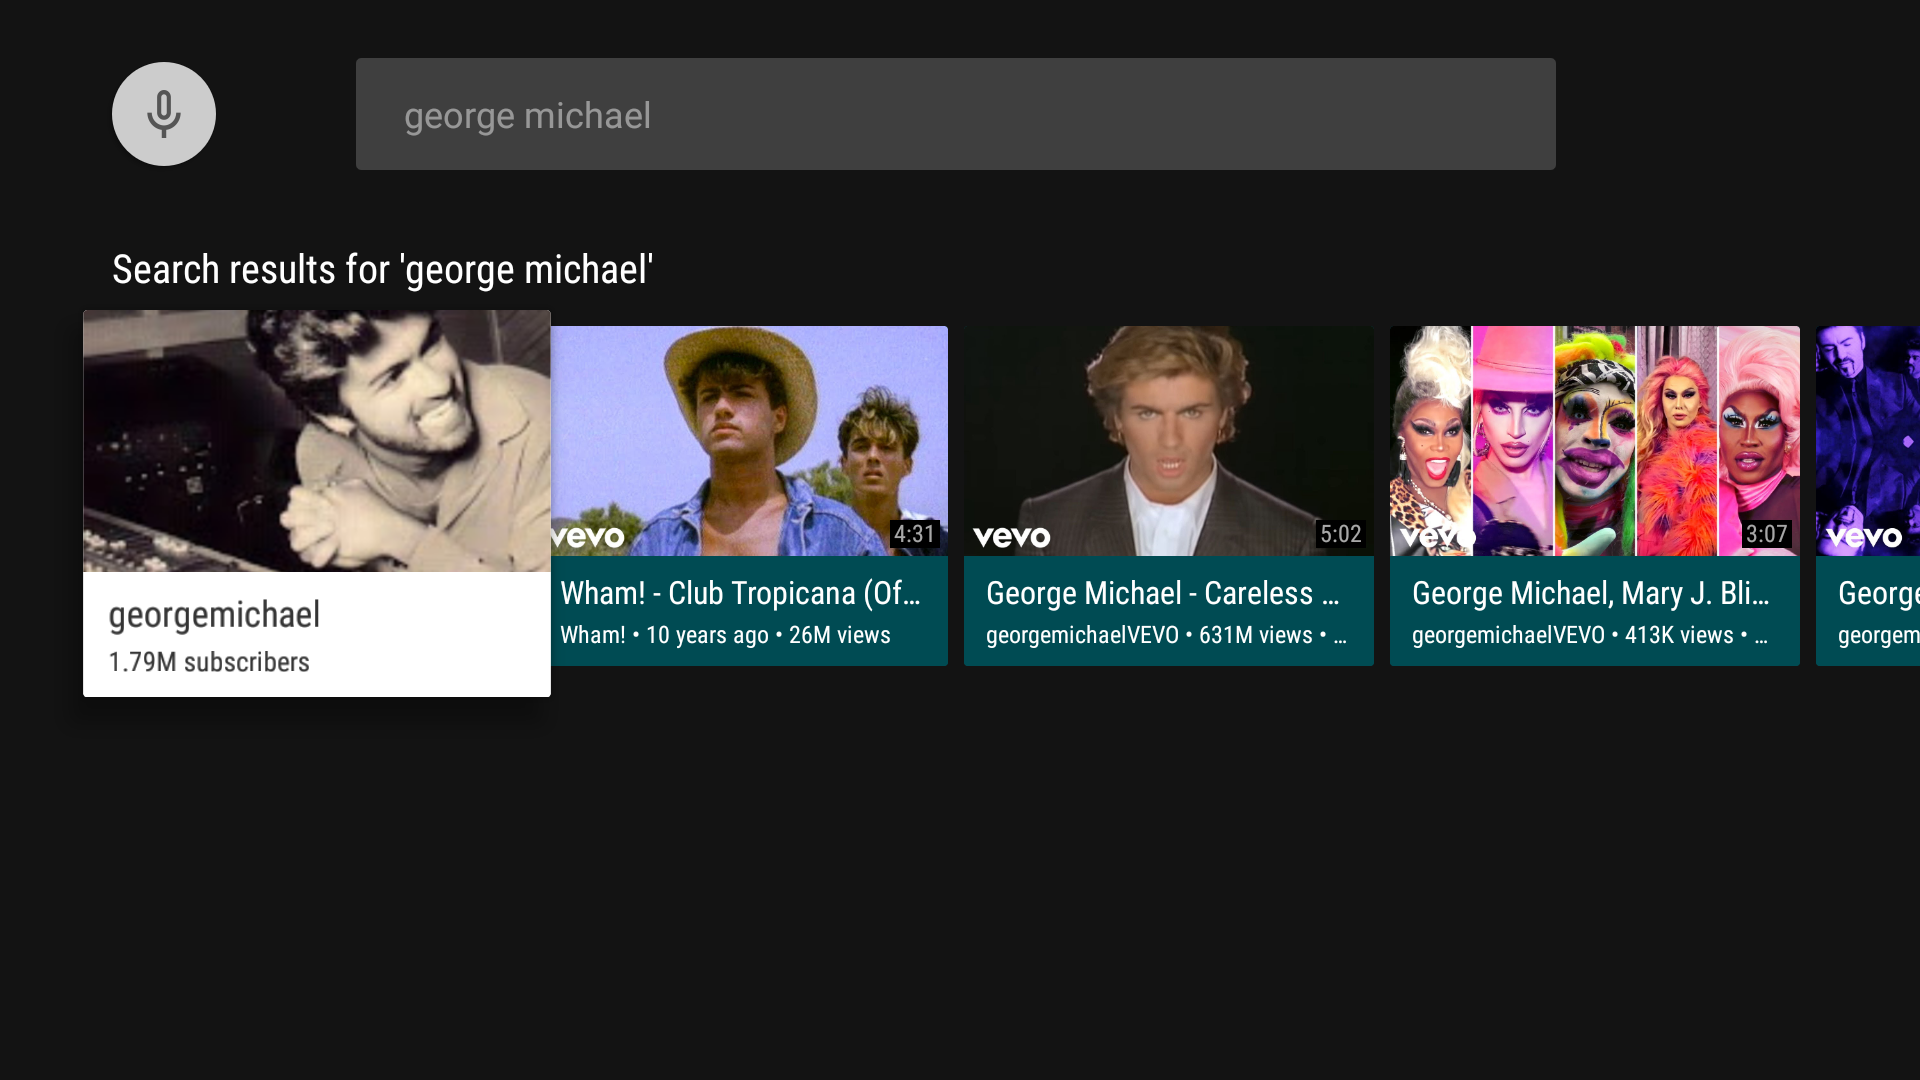 george michael
Search results for 'george michael'
georgemichael
1.79M subscribers
vevo
4:31
Wham! - Club Tropicana (Of...
Wham! • 10 years ago • 26M views
vevo
5:02
George Michael - Careless ...
georgemichaelVEVO • 631M views • ...
vevo
3:07
George Michael, Mary J. Bli...
georgemichaelVEVO • 413K views • ...
vevo
George
georgem